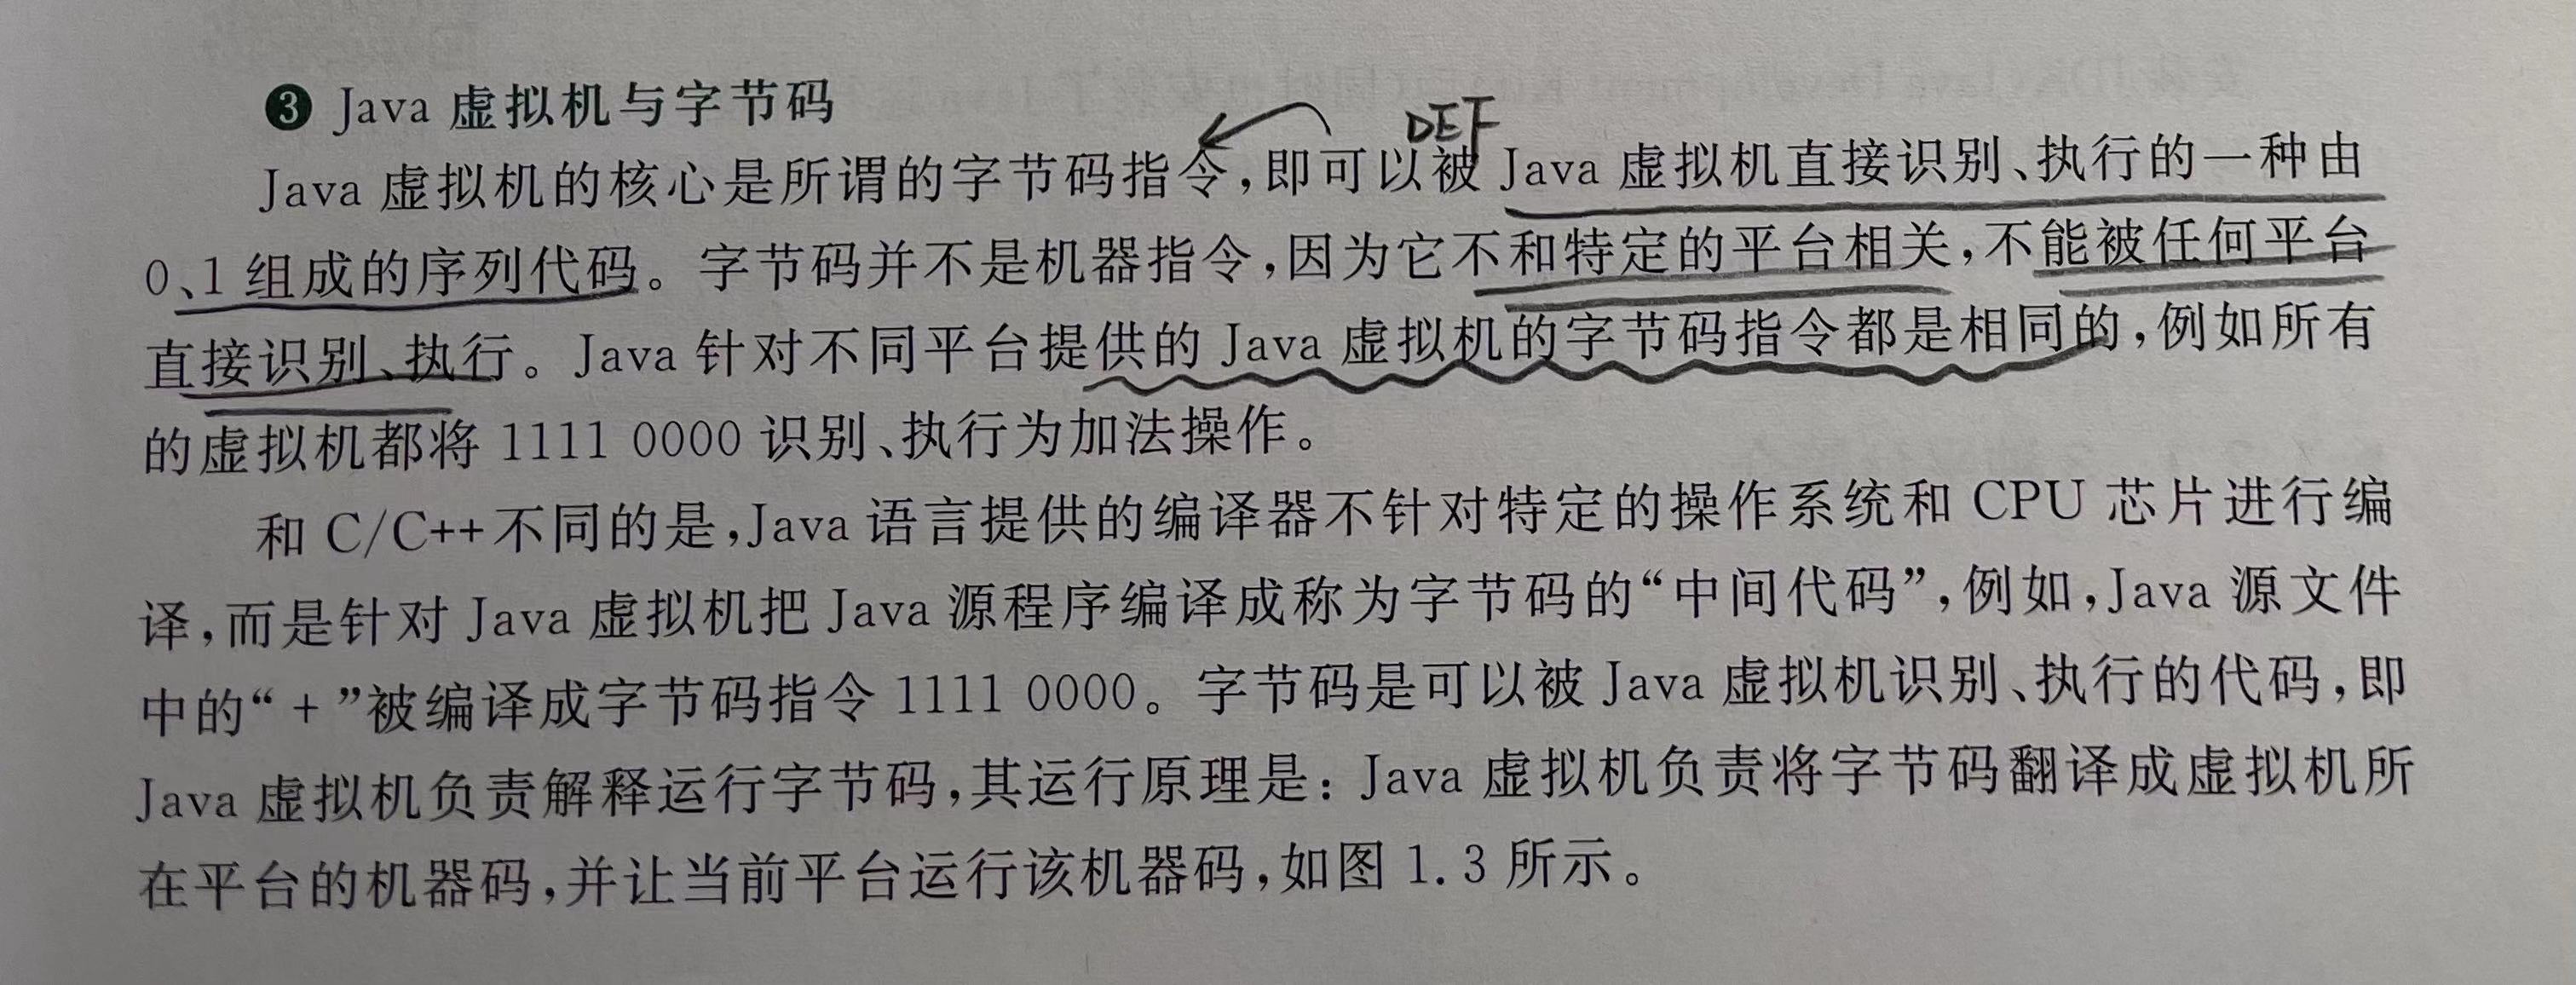 ❸ Java 虚拟机与字节码
DEF
Java 虚拟机的核心是所谓的字节码指令,即可以被 Java 虚拟机直接识别、执行的一种由
0、1 组成的序列代码。字节码并不是机器指令,因为它不和特定的平台相关,不能被任何平台
直接识别、执行。Java 针对不同平台提供的 Java 虚拟机的字节码指令都是相同的,例如所有
的虚拟机都将 1111 0000 识别、执行为加法操作。
和 C/C++不同的是,Java 语言提供的编译器不针对特定的操作系统和 CPU 芯片进行编
译,而是针对 Java 虚拟机把 Java 源程序编译成称为字节码的“中间代码”,例如,Java 源文件
中的“+”被编译成字节码指令 1111 0000。字节码是可以被 Java 虚拟机识别、执行的代码,即
Java 虚拟机负责解释运行字节码,其运行原理是：Java 虚拟机负责将字节码翻译成虚拟机所
在平台的机器码,并让当前平台运行该机器码,如图 1.3 所示。